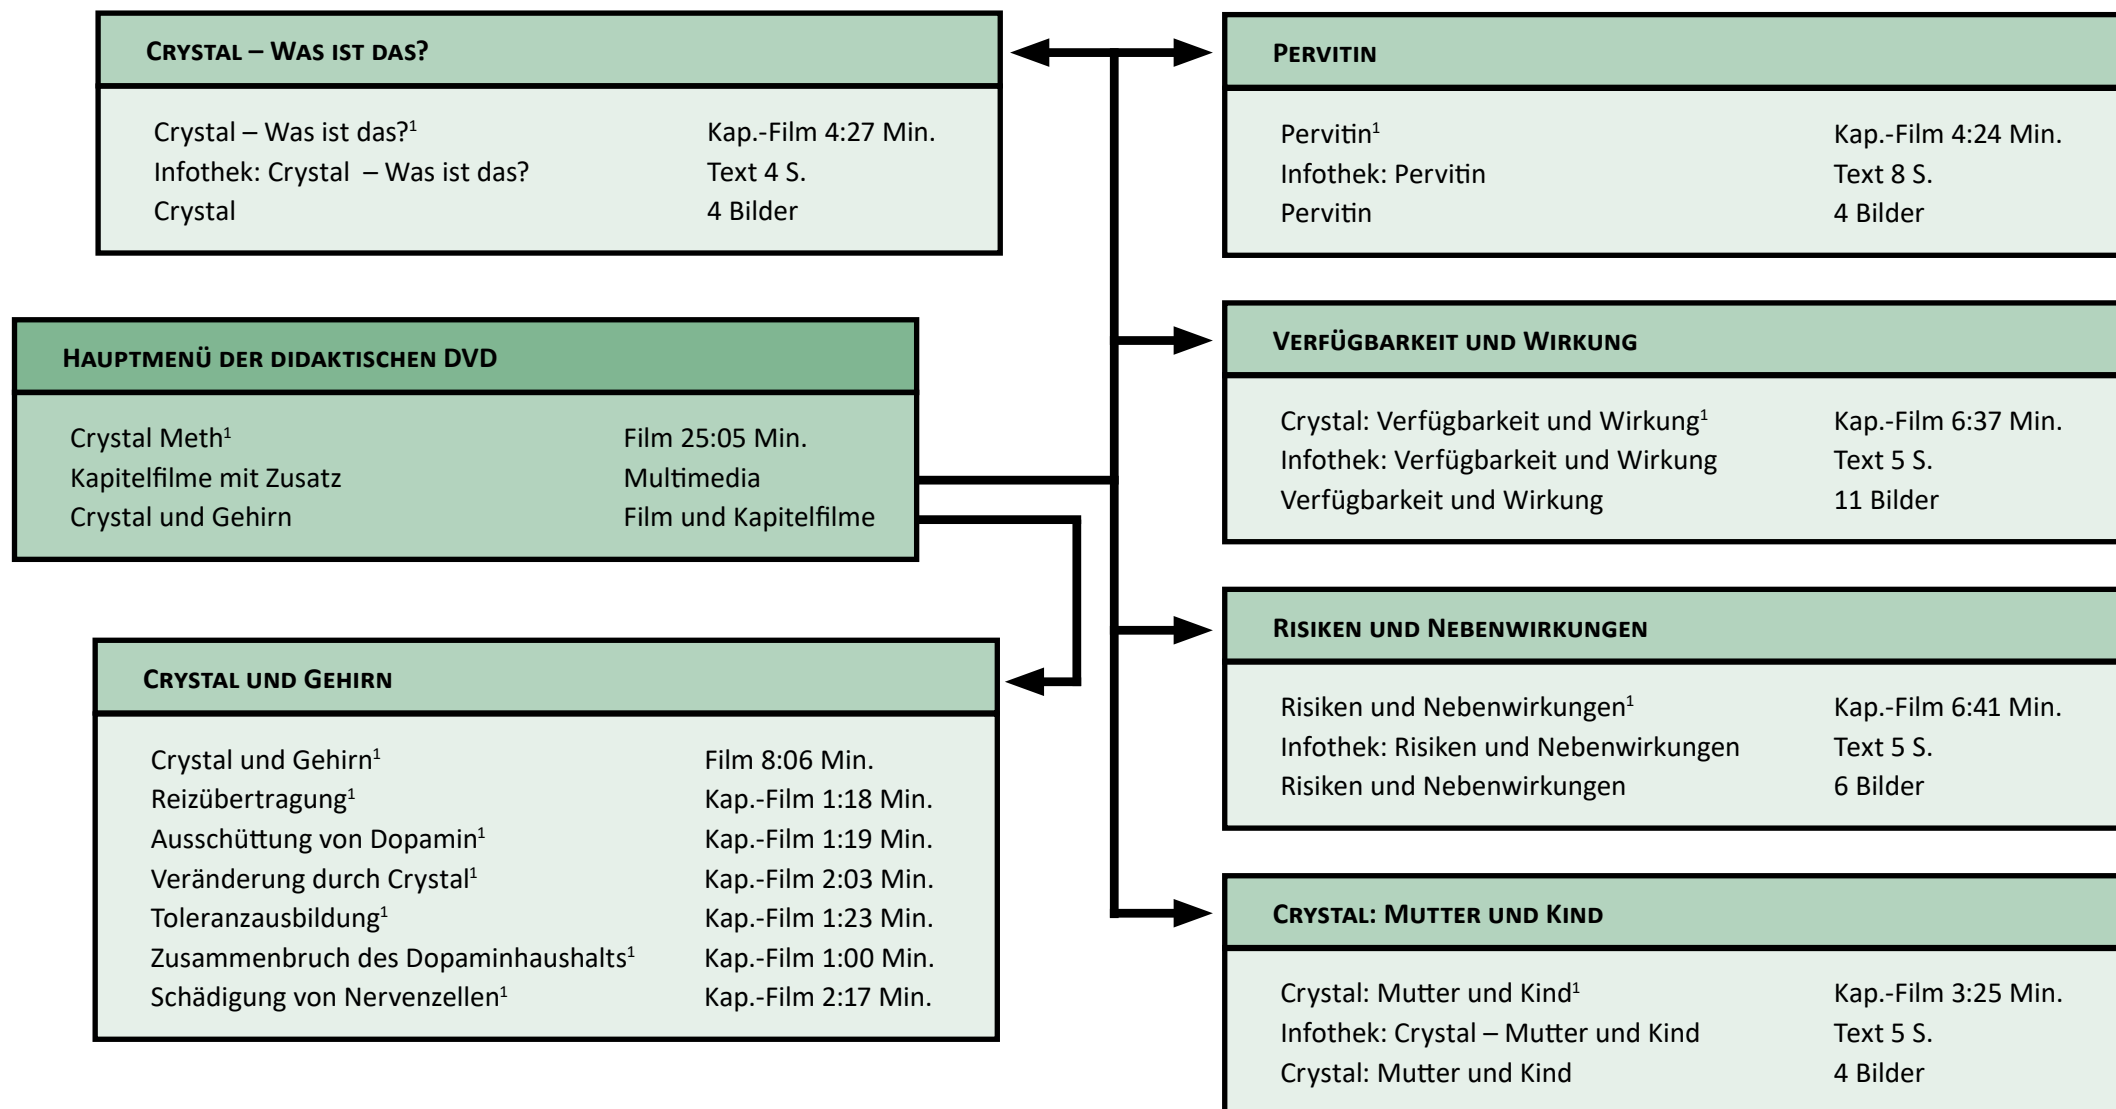 CRYSTAL – WAS IST DAS?
Crystal – Was ist das?¹ Kap.-Film 4:27 Min.
Infothek: Crystal – Was ist das? Text 4 S.
Crystal 4 Bilder
HAUPTMENÜ DER DIDAKTISCHEN DVD
Crystal Meth¹ Film 25:05 Min.
Kapitelfilme mit Zusatz Multimedia
Crystal und Gehirn Film und Kapitelfilme
CRYSTAL UND GEHIRN
Crystal und Gehirn¹ Film 8:06 Min.
Reizübertragung¹ Kap.-Film 1:18 Min.
Ausschüttung von Dopamin¹ Kap.-Film 1:19 Min.
Veränderung durch Crystal¹ Kap.-Film 2:03 Min.
Toleranzausbildung¹ Kap.-Film 1:23 Min.
Zusammenbruch des Dopaminhaushalts¹ Kap.-Film 1:00 Min.
Schädigung von Nervenzellen¹ Kap.-Film 2:17 Min.
PERVITIN
Pervitin¹ Kap.-Film 4:24 Min.
Infothek: Pervitin Text 8 S.
Pervitin 4 Bilder
VERFÜGBARKEIT UND WIRKUNG
Crystal: Verfügbarkeit und Wirkung¹ Kap.-Film 6:37 Min.
Infothek: Verfügbarkeit und Wirkung Text 5 S.
Verfügbarkeit und Wirkung 11 Bilder
RISIKEN UND NEBENWIRKUNGEN
Risiken und Nebenwirkungen¹ Kap.-Film 6:41 Min.
Infothek: Risiken und Nebenwirkungen Text 5 S.
Risiken und Nebenwirkungen 6 Bilder
CRYSTAL: MUTTER UND KIND
Crystal: Mutter und Kind¹ Kap.-Film 3:25 Min.
Infothek: Crystal – Mutter und Kind Text 5 S.
Crystal: Mutter und Kind 4 Bilder